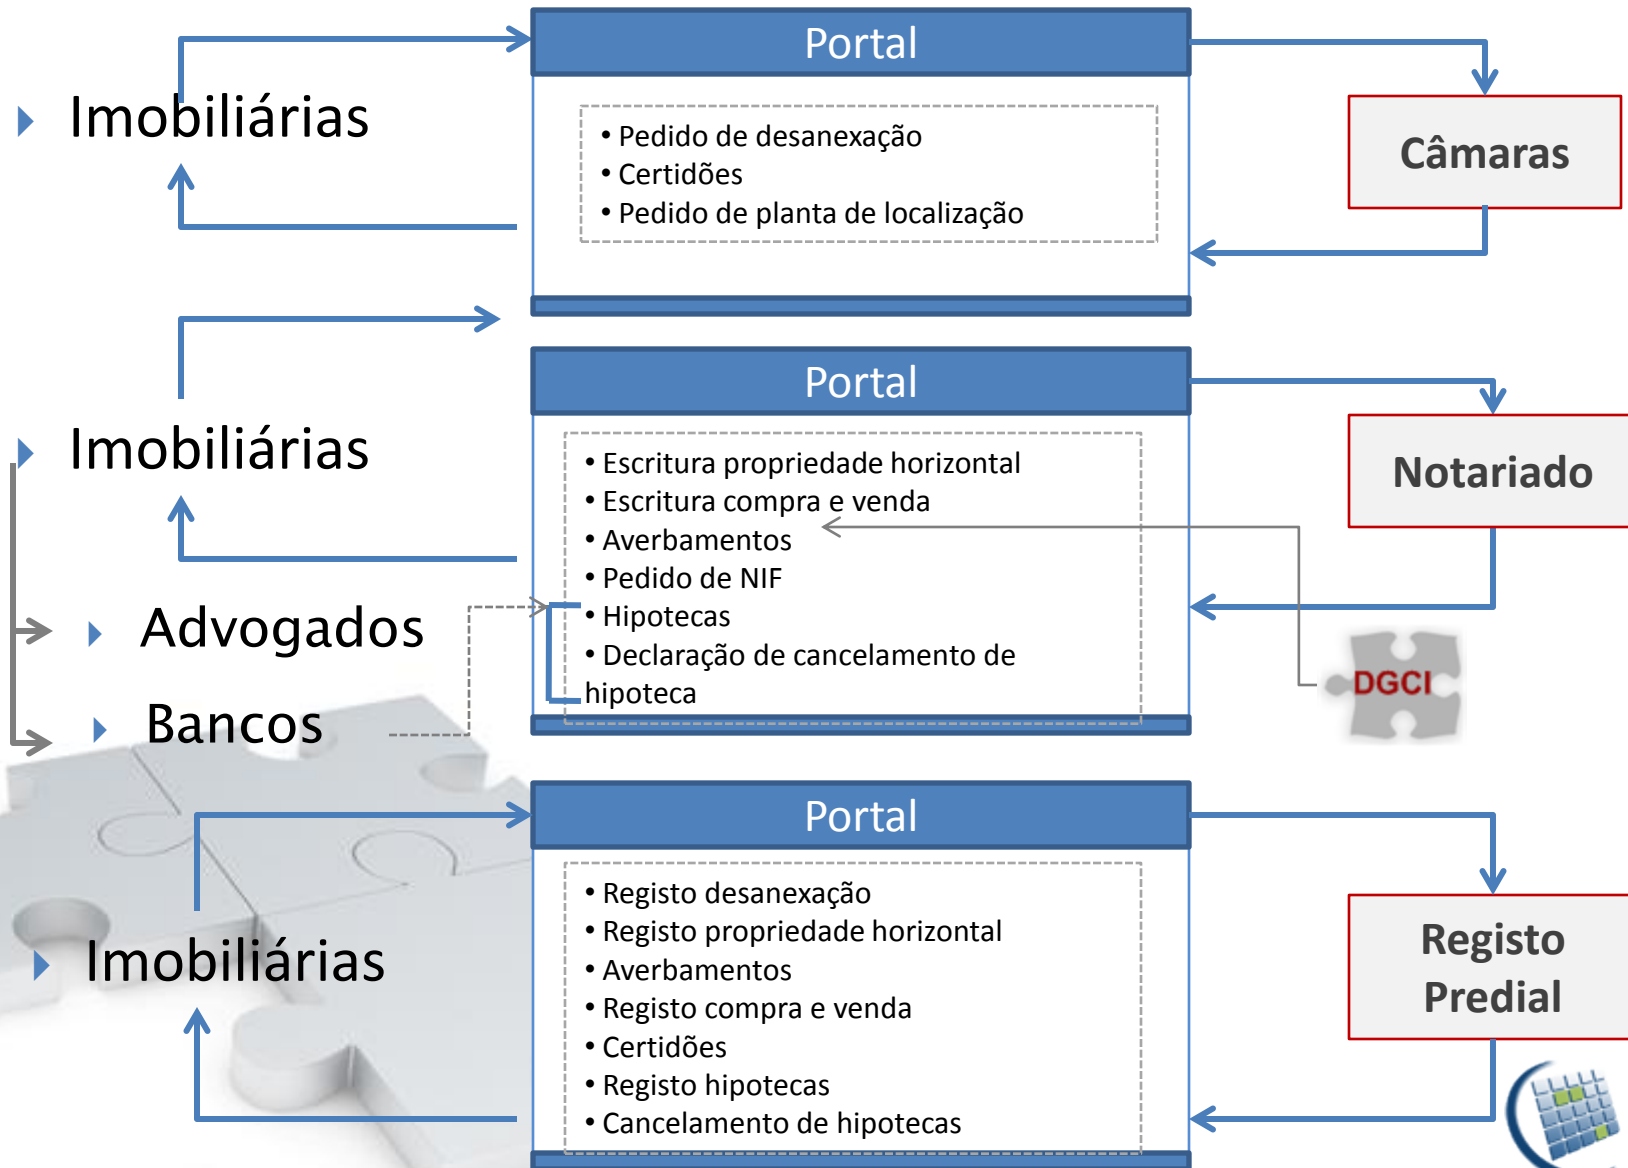 Portal
Imobiliárias
• Pedido de desanexação
• Certidões
• Pedido de planta de localização
Câmaras
Portal
Imobiliárias
• Escritura propriedade horizontal
• Escritura compra e venda
• Averbamentos
• Pedido de NIF
• Hipotecas
• Declaração de cancelamento de
hipoteca
Notariado
Advogados
Bancos
DGCI
Portal
Imobiliárias
• Registo desanexação
• Registo propriedade horizontal
• Averbamentos
• Registo compra e venda
• Certidões
• Registo hipotecas
• Cancelamento de hipotecas
Registo
Predial